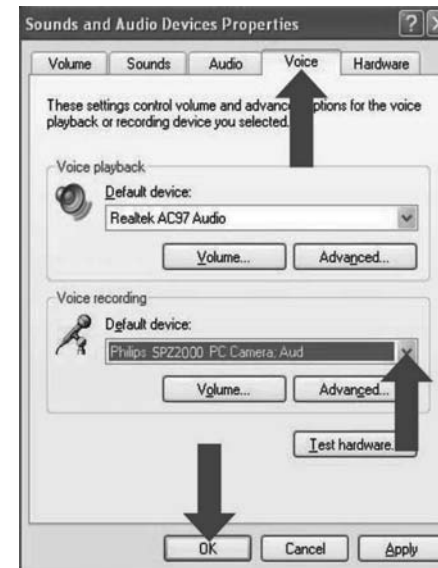 Sounds and Audio Devices Properties
?
Volume Sounds Audio Voice Hardware
These settings control volume and advanced options for the voice
playback or recording device you selected.
Voice playback
Default device:
Realtek AC97 Audio
Volume... Advanced...
Voice recording
Default device:
Philips SPZ2000 PC Camera; Aud
Volume... Advanced...
Test hardware...
OK Cancel Apply